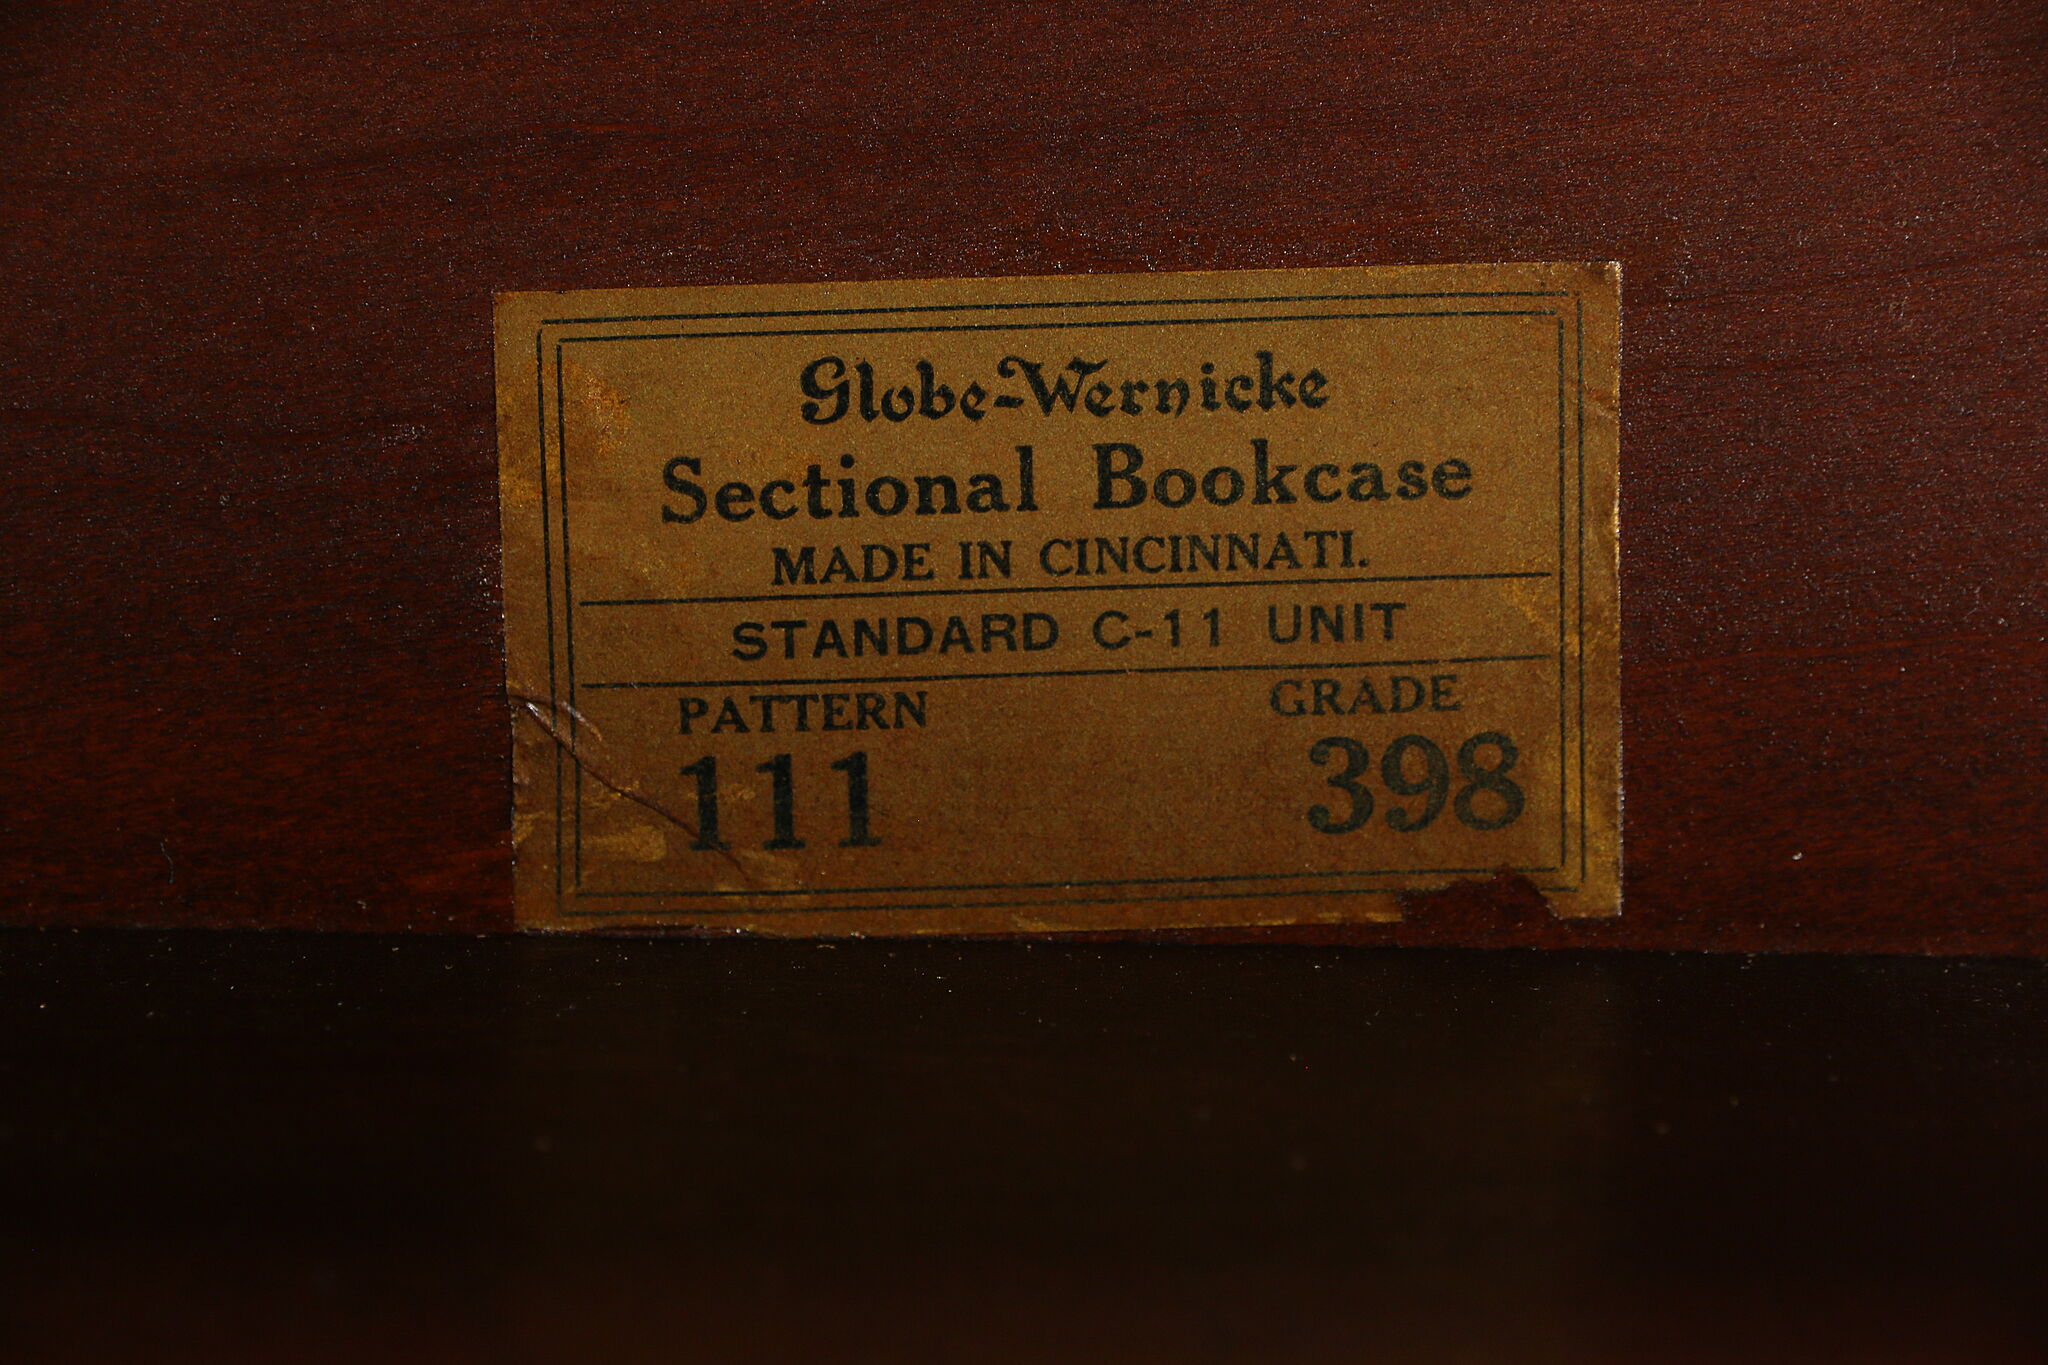 Globe-Wernicke
Sectional Bookcase
MADE IN CINCINNATI.
STANDARD C-11 UNIT
PATTERN GRADE
111 398